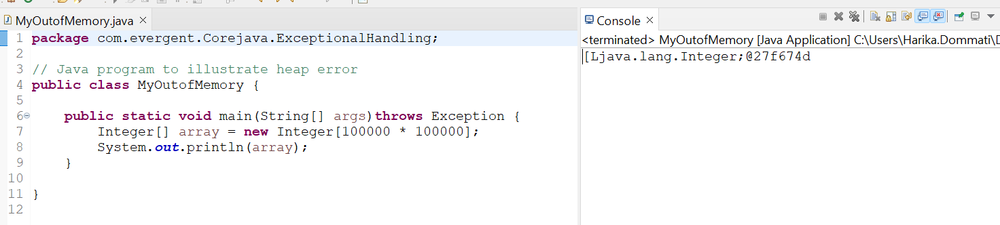 MyOutofMemory.java
1 package com.evergent.Corejava.ExceptionalHandling;
2
3 // Java program to illustrate heap error
4 public class MyOutofMemory {
5
6 public static void main(String[] args)throws Exception {
7 Integer[] array = new Integer[100000 * 100000];
8 System.out.println(array);
9 }
10
11 }
12
Console
<terminated> MyOutofMemory [Java Application] C:\Users\Harika.Dommati\
[Ljava.lang.Integer;@27f674d